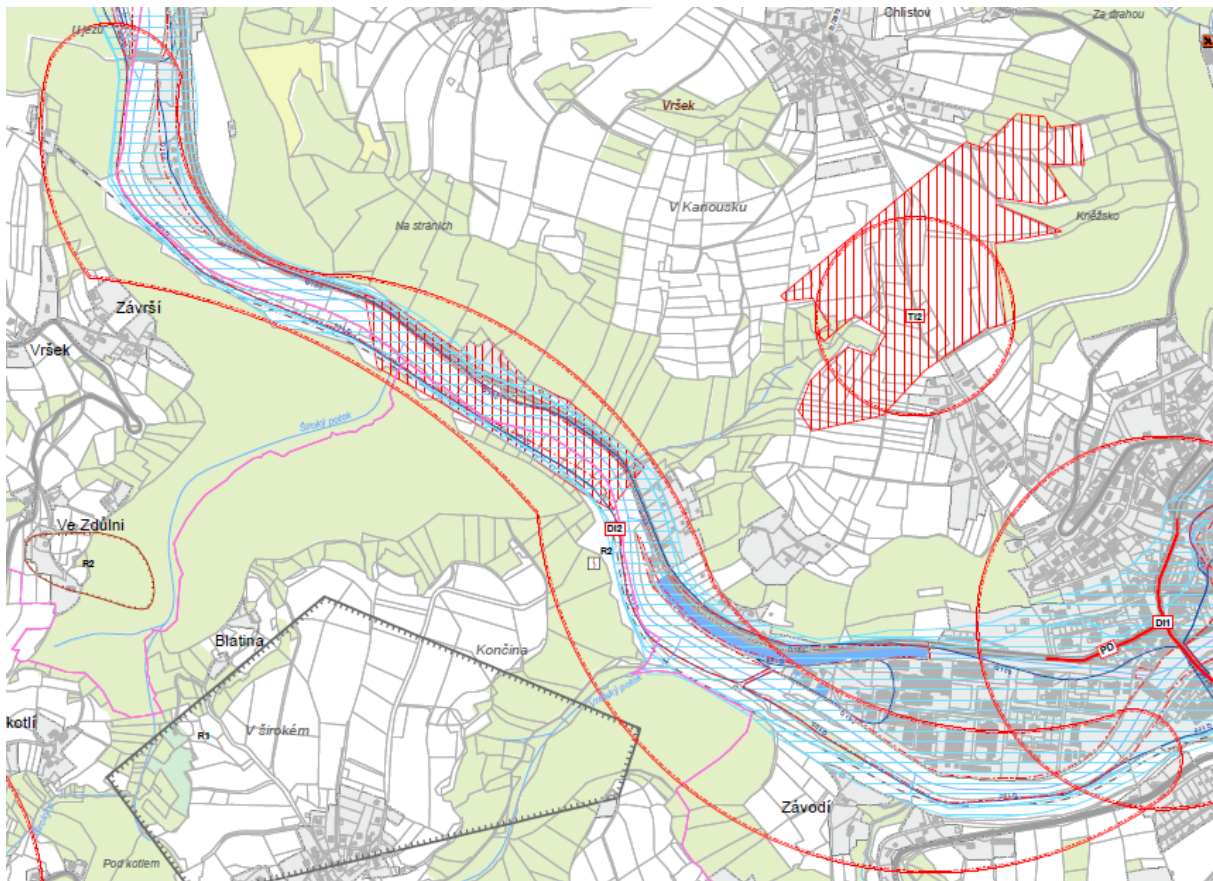 U jezu
Chlístov
Za drahou
Vršek
V Kanousku
Kněžsko
Na stráních
TI2
Závrší
Vršek
Široký potok
DI2
R2
Ve Zdůlni
R2
Blatina
Končina
DI1
PD
kotlí
R1
V širokém
Závodí
Pod kotlem